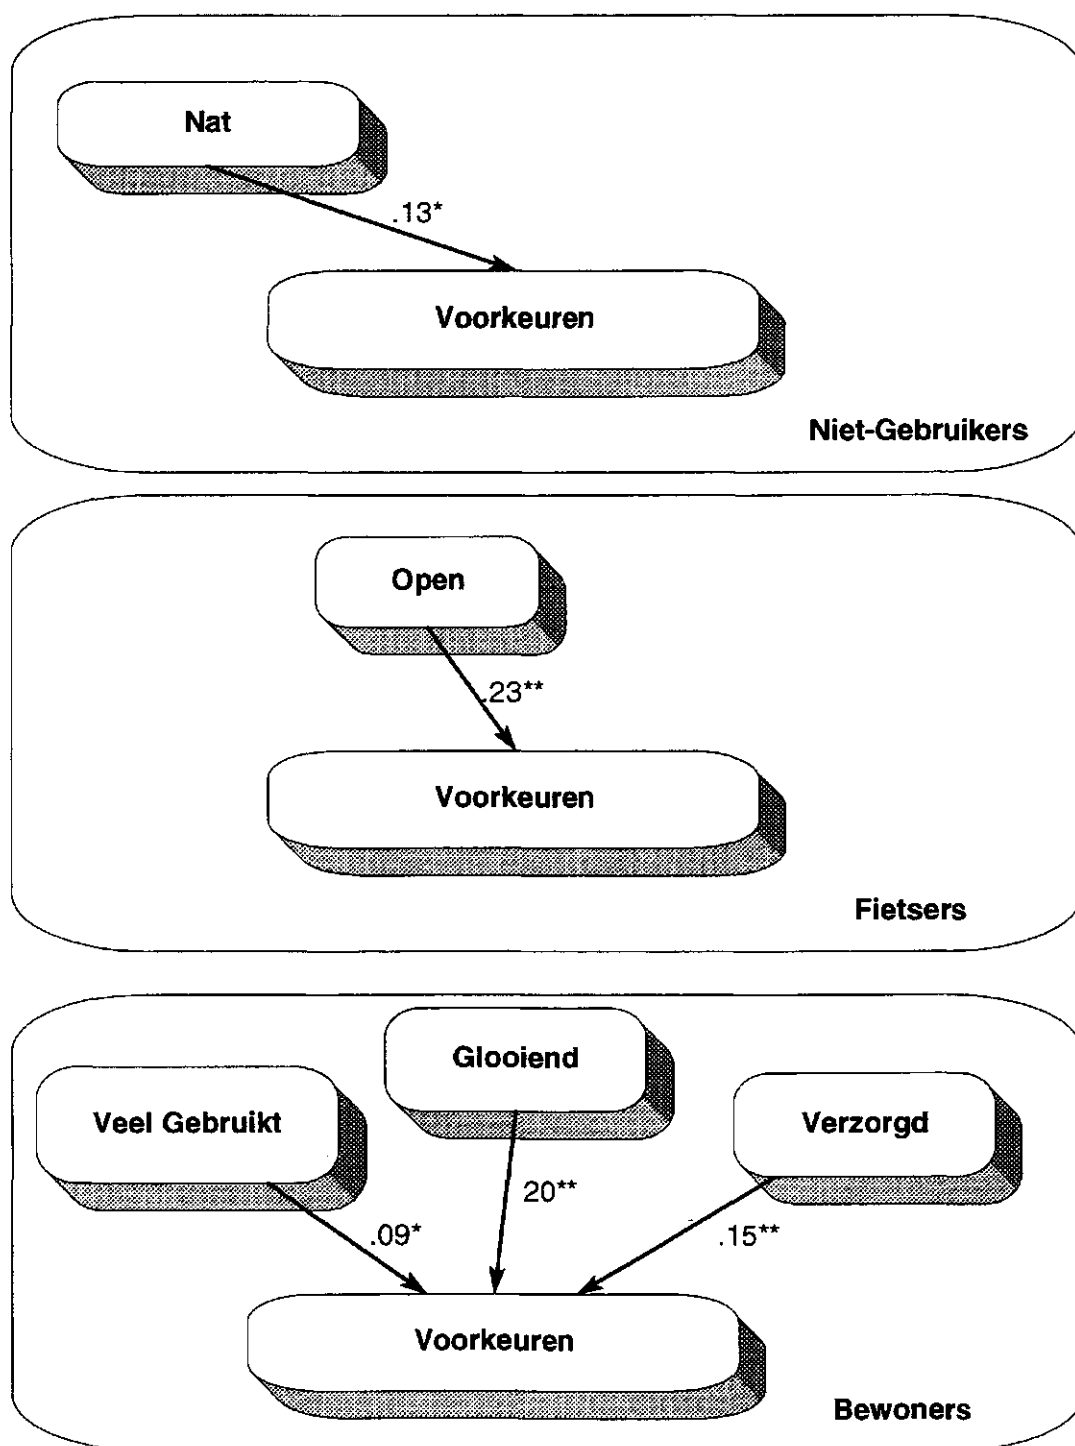 Nat
.13*
Voorkeuren
Niet-Gebruikers
Open
.23**
Voorkeuren
Fietsers
Glooiend
Veel Gebruikt
Verzorgd
20**
.09*
.15**
Voorkeuren
Bewoners